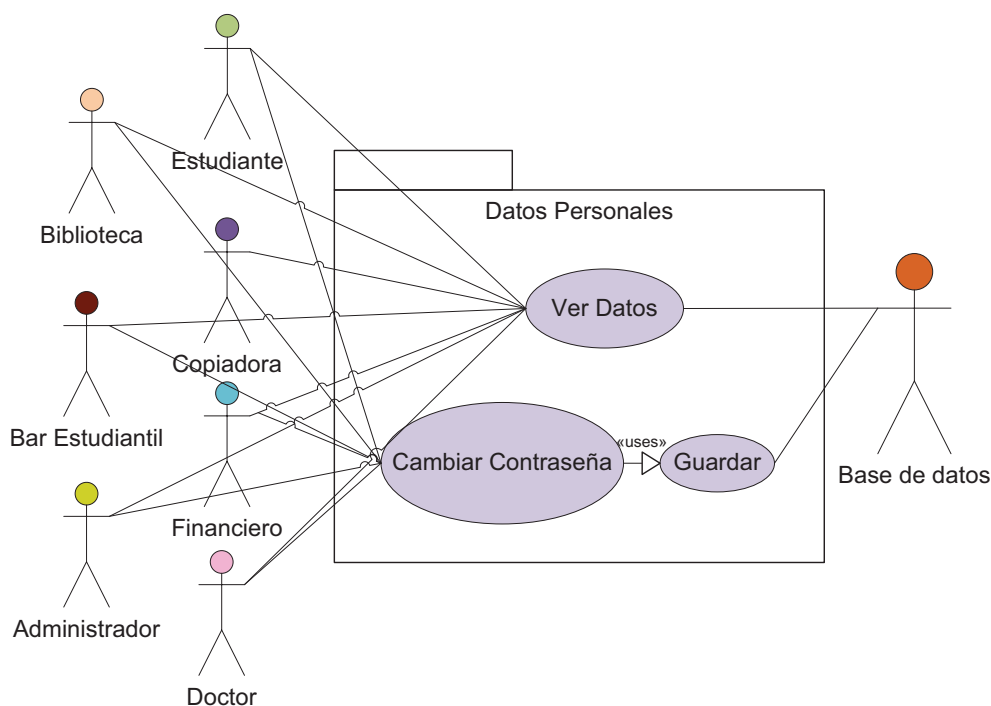 Estudiante
Biblioteca
Datos Personales
Ver Datos
Copiadora
Bar Estudiantil
«uses»
Cambiar Contraseña
Guardar
Base de datos
Financiero
Administrador
Doctor